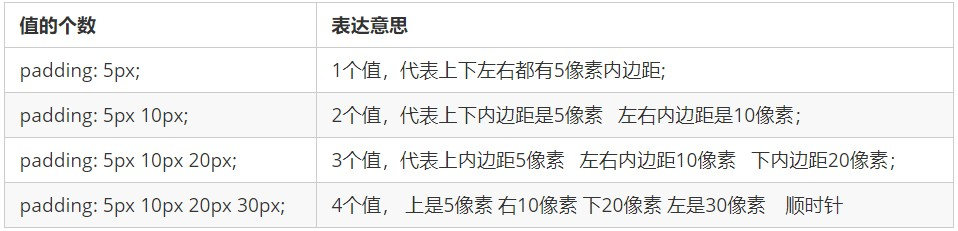 值的个数 表达意思
padding: 5px; 1个值，代表上下左右都有5像素内边距;
padding: 5px 10px; 2个值，代表上下内边距是5像素 左右内边距是10像素；
padding: 5px 10px 20px; 3个值，代表上内边距5像素 左右内边距10像素 下内边距20像素；
padding: 5px 10px 20px 30px; 4个值， 上是5像素 右10像素 下20像素 左是30像素 顺时针